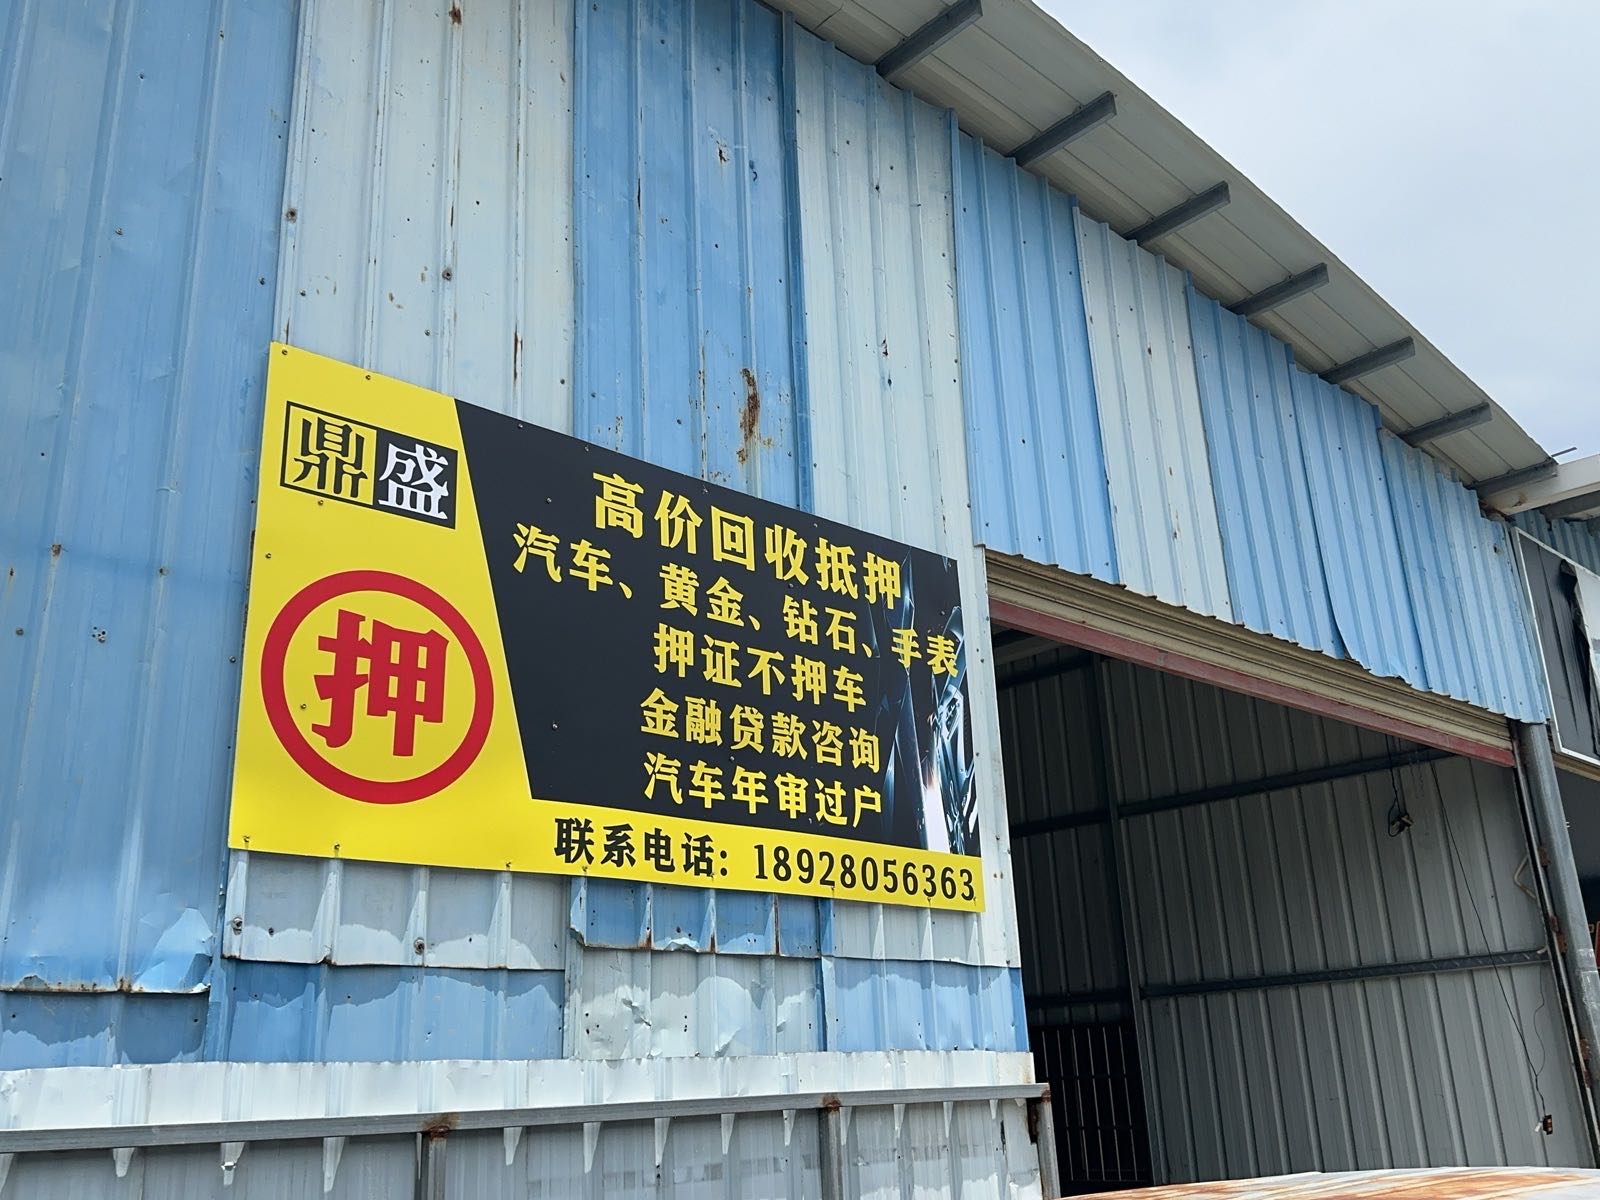 鼎盛
押
高价回收抵押
汽车、黄金、钻石、手表
押证不押车
金融贷款咨询
汽车年审过户
联系电话：18928056363